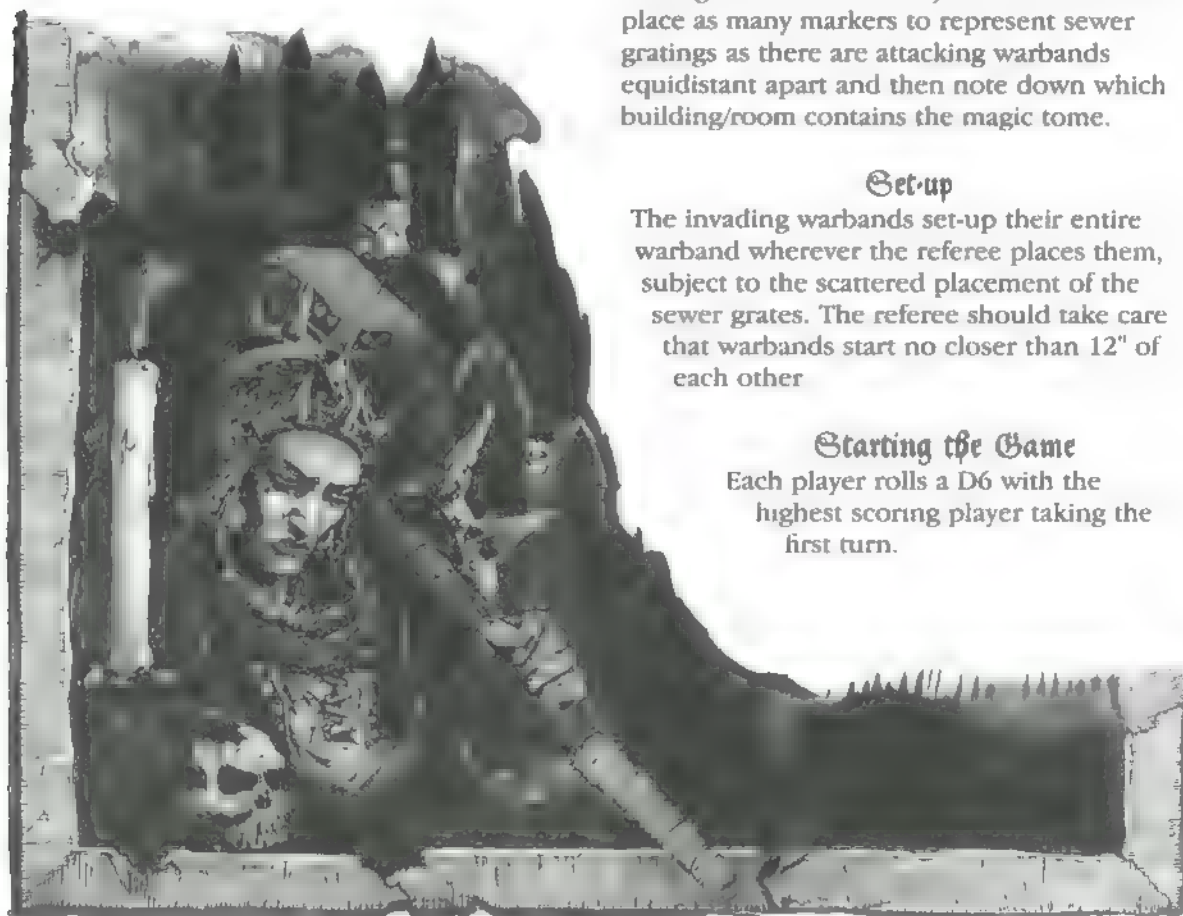 place as many markers to represent sewer
gratings as there are attacking warbands
equidistant apart and then note down which
building/room contains the magic tome.
Set-up
The invading warbands set-up their entire
warband wherever the referee places them,
subject to the scattered placement of the
sewer grates. The referee should take care
that warbands start no closer than 12" of
each other
Starting the Game
Each player rolls a D6 with the
highest scoring player taking the
first turn.